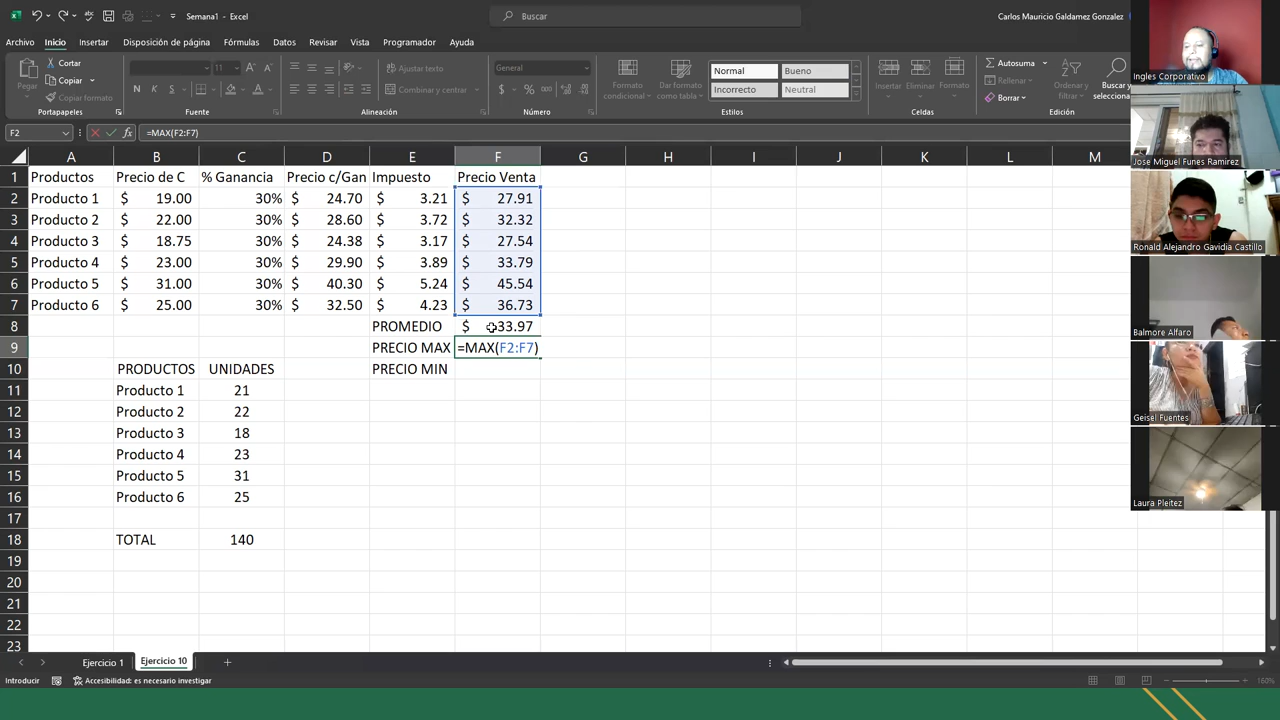 Semana1 - Excel
Buscar
Carlos Mauricio Galdamez Gonzalez
Archivo Inicio Insertar Disposición de página Fórmulas Datos Revisar Vista Programador Ayuda
Pegar
Cortar
Copiar
Copiar formato
Portapapeles
11
N K S
Fuente
Ajustar texto
Combinar y centrar
Alineación
General
Número
Formato condicional
Dar formato como tabla
Normal Bueno
Incorrecto Neutral
Estilos
Insertar Eliminar Formato
Celdas
Autosuma
Rellenar
Borrar
Ordenar y filtrar
Buscar y selecciona
Edición
F2 =MAX(F2:F7)
A B C D E F G H I J K L M
1 Productos Precio de C % Ganancia Precio c/Gan Impuesto Precio Venta
2 Producto 1 $ 19.00 30% $ 24.70 $ 3.21 $ 27.91
3 Producto 2 $ 22.00 30% $ 28.60 $ 3.72 $ 32.32
4 Producto 3 $ 18.75 30% $ 24.38 $ 3.17 $ 27.54
5 Producto 4 $ 23.00 30% $ 29.90 $ 3.89 $ 33.79
6 Producto 5 $ 31.00 30% $ 40.30 $ 5.24 $ 45.54
7 Producto 6 $ 25.00 30% $ 32.50 $ 4.23 $ 36.73
8 PROMEDIO $ 33.97
9 PRECIO MAX =MAX(F2:F7)
10 PRODUCTOS UNIDADES PRECIO MIN
11 Producto 1 21
12 Producto 2 22
13 Producto 3 18
14 Producto 4 23
15 Producto 5 31
16 Producto 6 25
17
18 TOTAL 140
19
20
21
22
23
Ejercicio 1 Ejercicio 10
Introducir Accesibilidad: es necesario investigar 160%
Ingles Corporativo
Jose Miguel Funes Ramirez
Ronald Alejandro Gavidia Castillo
Balmore Alfaro
Geisel Fuentes
Laura Pleitez